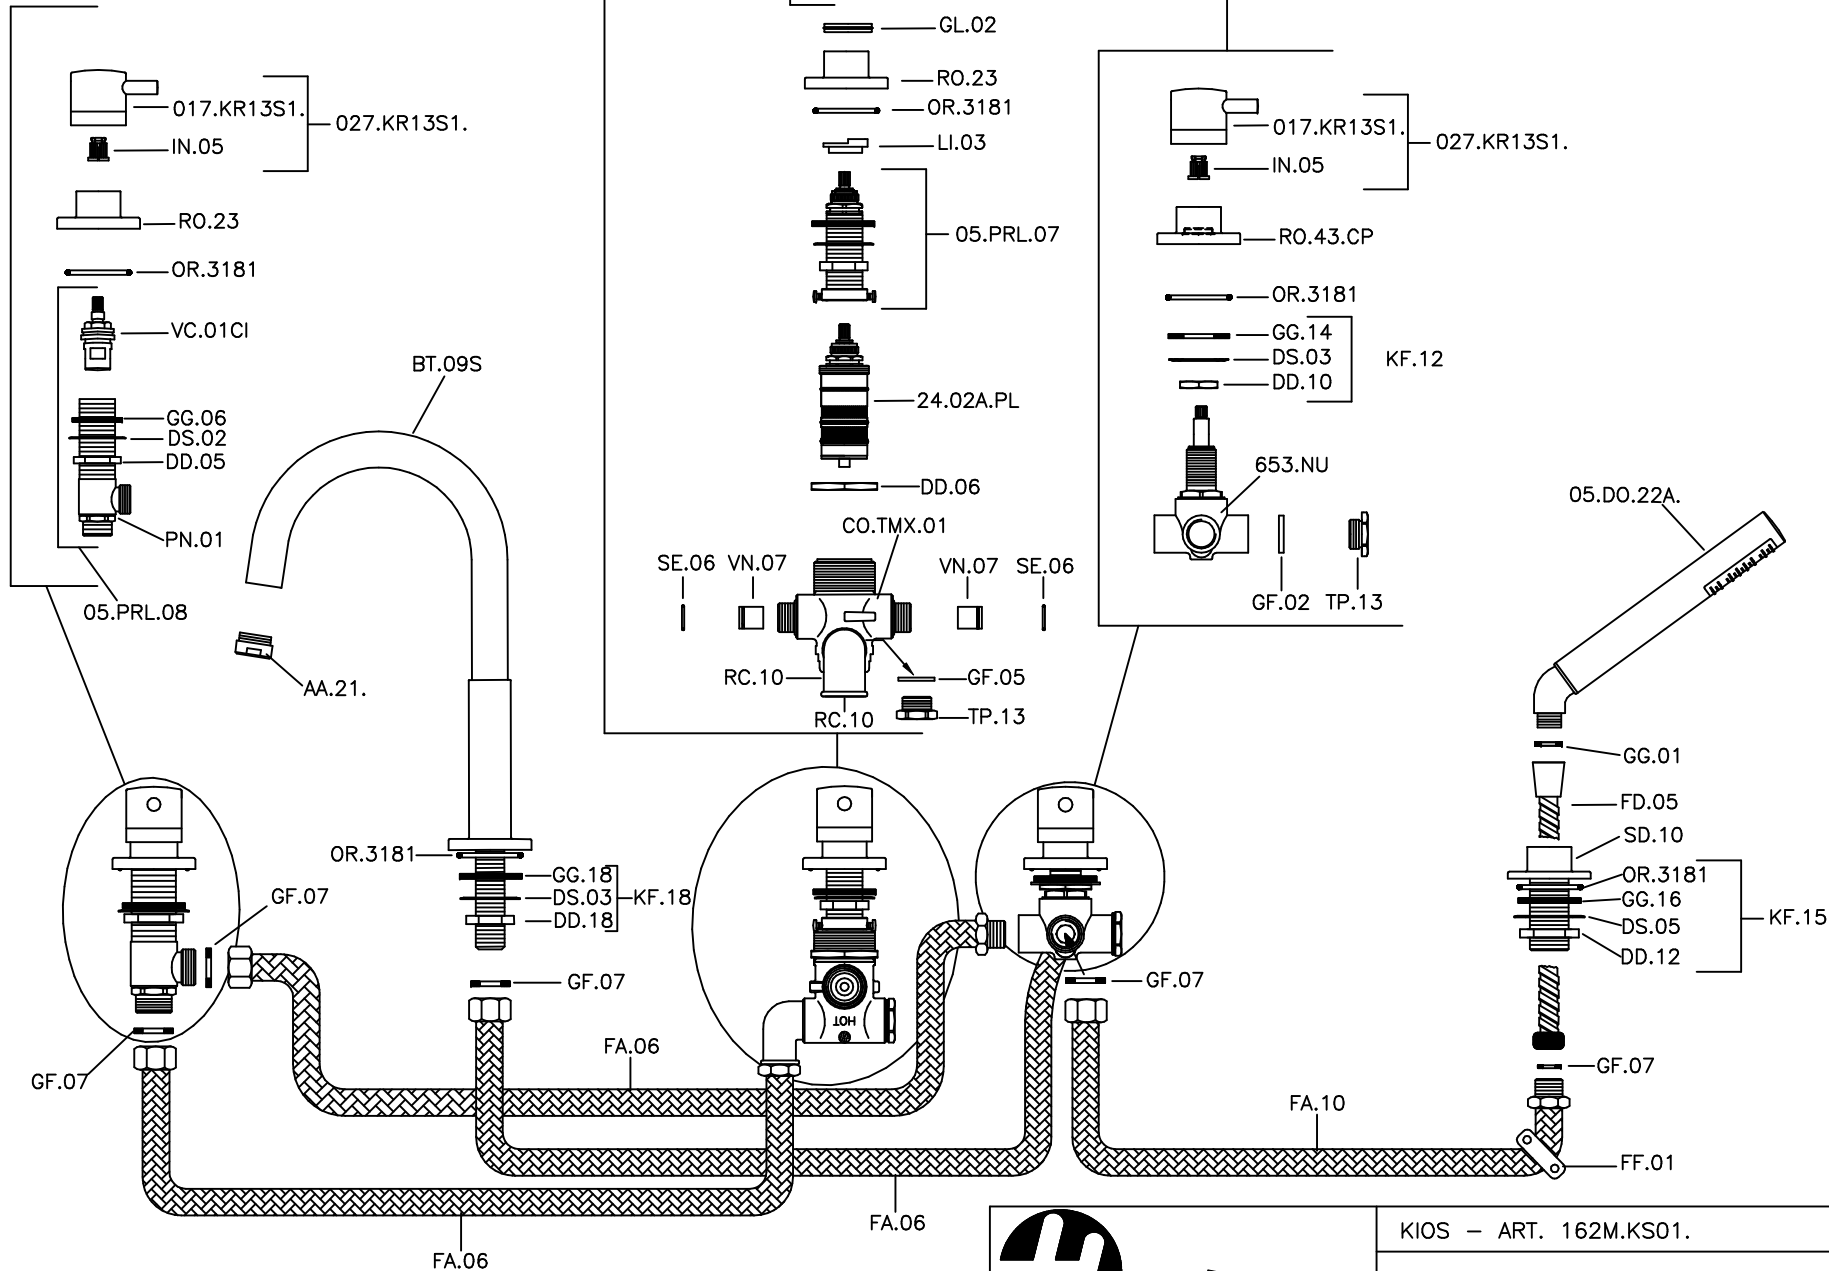 017.KR13S1.
027.KR13S1.
IN.05
RO.23
OR.3181
VC.01CI
GG.06
DS.02
DD.05
PN.01
05.PRL.08
BT.09S
AA.21.
GL.02
RO.23
OR.3181
LI.03
05.PRL.07
24.02A.PL
DD.06
CO.TMX.01
SE.06
VN.07
VN.07
SE.06
RC.10
GF.05
RC.10
TP.13
017.KR13S1.
027.KR13S1.
IN.05
RO.43.CP
OR.3181
GG.14
DS.03
KF.12
DD.10
653.NU
GF.02
TP.13
05.DO.22A.
GG.01
FD.05
SD.10
OR.3181
GG.16
KF.15
DS.05
DD.12
GF.07
FF.01
OR.3181
GG.18
DS.03
KF.18
DD.18
GF.07
GF.07
GF.07
GF.07
HOT
FA.06
FA.10
FA.06
FA.06
KIOS – ART. 162M.KS01.